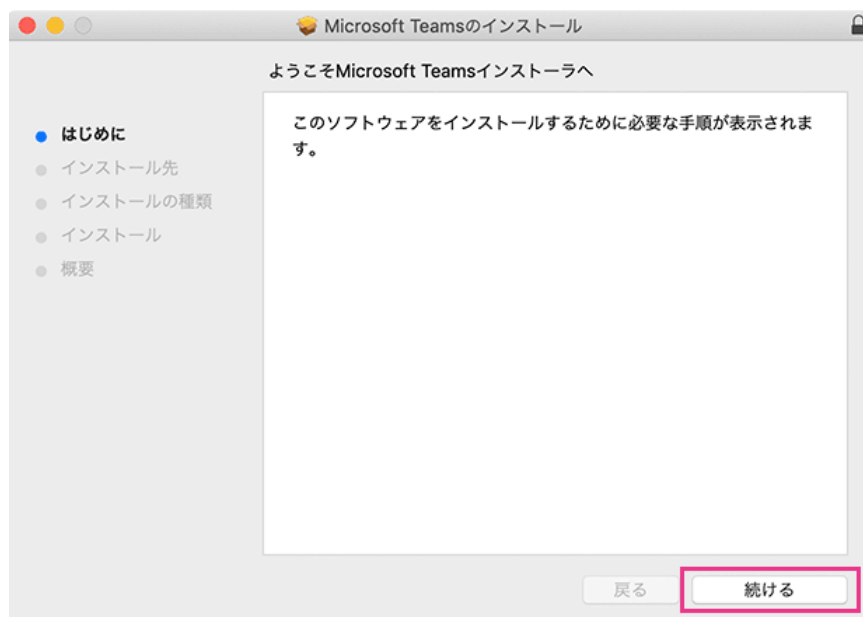 Microsoft Teamsのインストール
ようこそMicrosoft Teamsインストーラへ
はじめに
インストール先
インストールの種類
インストール
概要
このソフトウェアをインストールするために必要な手順が表示されま
す。
戻る
続ける